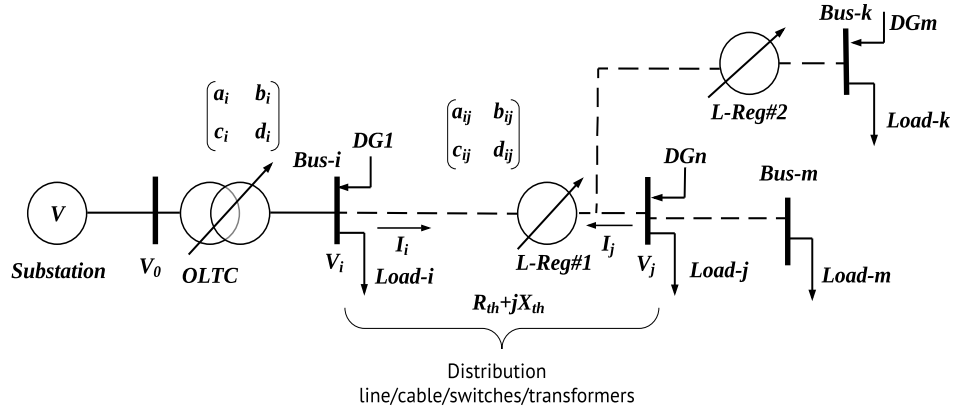 Bus-k
DGm
L-Reg#2
Load-k
a_i b_i
c_i d_i
a_ij b_ij
c_ij d_ij
DG1
Bus-i
DGn
Bus-m
V
Substation
V_0
OLTC
V_i
I_i
Load-i
L-Reg#1
I_j
V_j
Load-j
Load-m
R_th+jX_th
Distribution
line/cable/switches/transformers